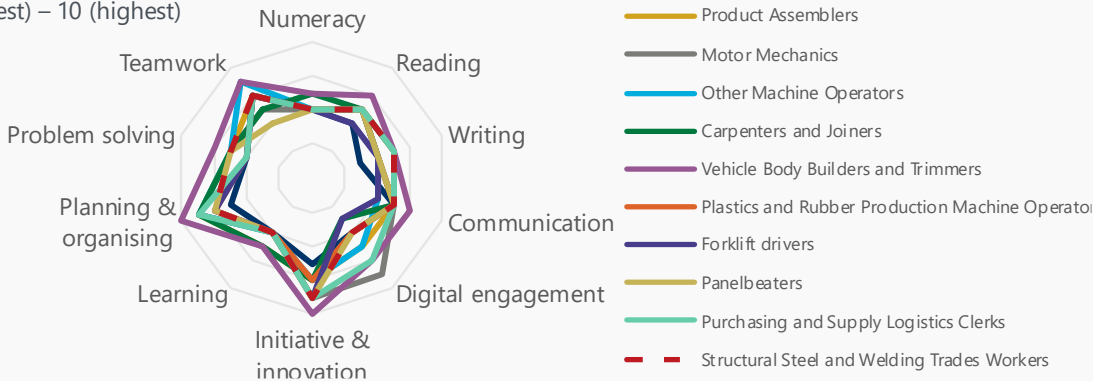 est) – 10 (highest)
Numeracy
Teamwork
Reading
Problem solving
Writing
Planning &
organising
Communication
Learning
Digital engagement
Initiative &
innovation
Product Assemblers
Motor Mechanics
Other Machine Operators
Carpenters and Joiners
Vehicle Body Builders and Trimmers
Plastics and Rubber Production Machine Operator
Forklift drivers
Panelbeaters
Purchasing and Supply Logistics Clerks
Structural Steel and Welding Trades Workers